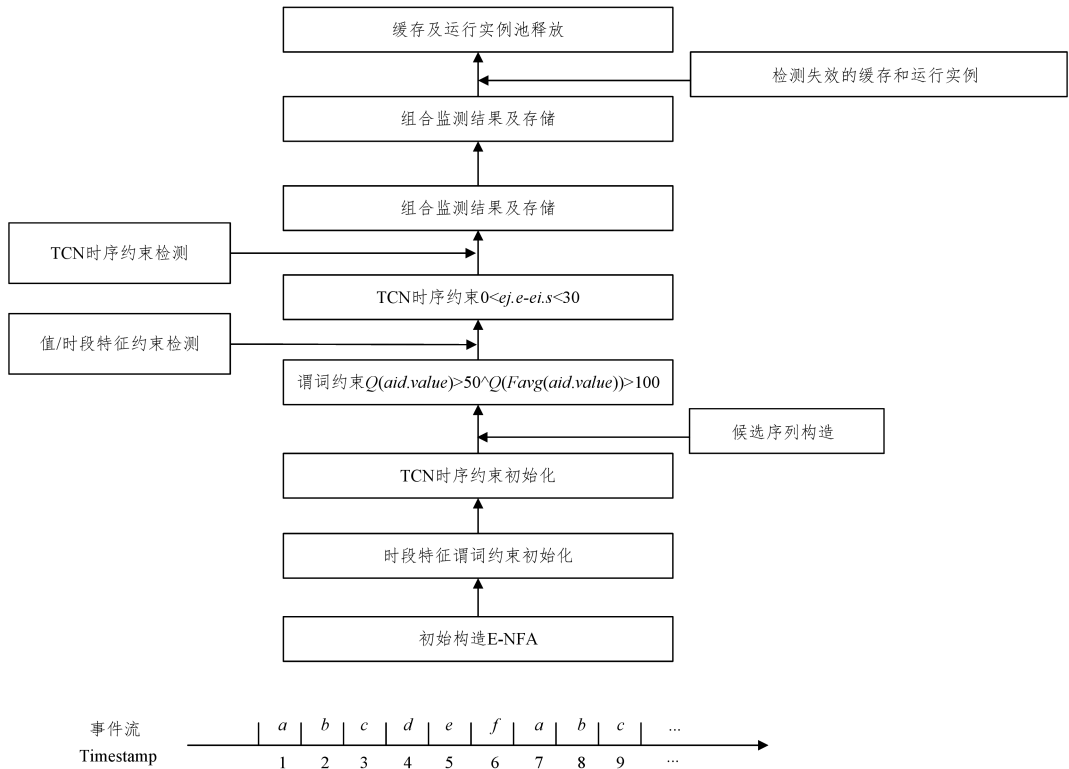 缓存及运行实例池释放
检测失效的缓存和运行实例
组合监测结果及存储
组合监测结果及存储
TCN时序约束检测
TCN时序约束0<ej.e-ei.s<30
值/时段特征约束检测
谓词约束Q(aid.value)>50^Q(Favg(aid.value))>100
候选序列构造
TCN时序约束初始化
时段特征谓词约束初始化
初始构造E-NFA
事件流 a b c d e f a b c ...
Timestamp 1 2 3 4 5 6 7 8 9 ...